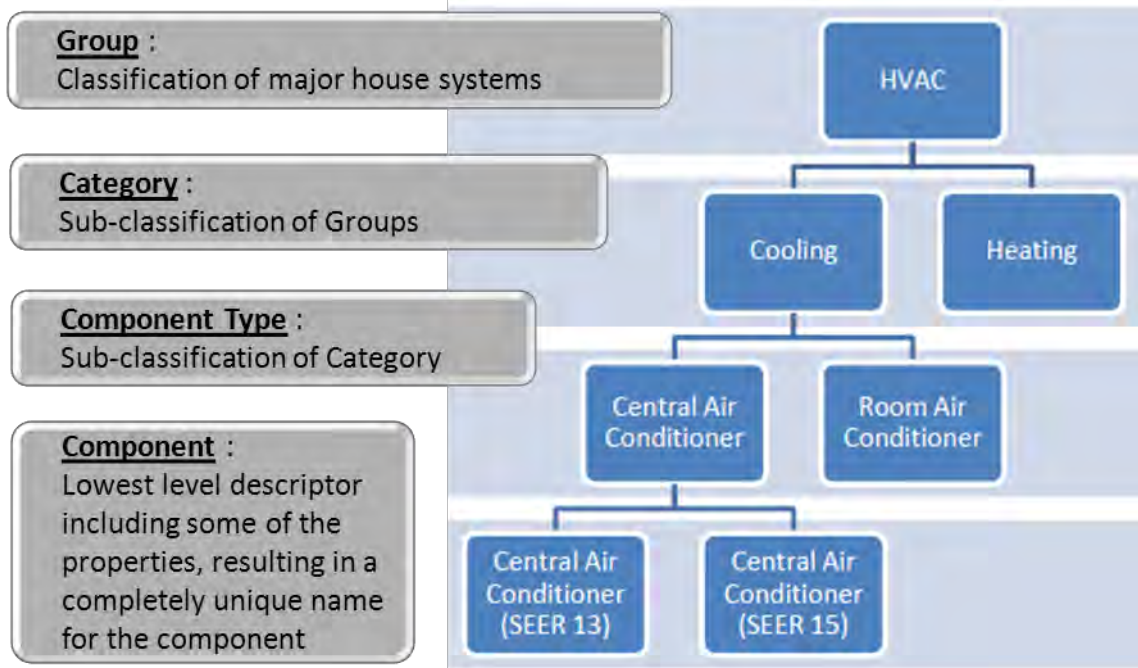 Group :
Classification of major house systems
HVAC
Category :
Sub-classification of Groups
Cooling
Heating
Component Type :
Sub-classification of Category
Central Air
Conditioner
Room Air
Conditioner
Component :
Lowest level descriptor
including some of the
properties, resulting in a
completely unique name
for the component
Central Air
Conditioner
(SEER 13)
Central Air
Conditioner
(SEER 15)